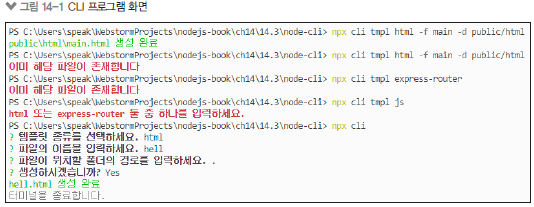 그림 14-1 CLI 프로그램 화면
PS C:\Users\speak\WebstormProjects\nodejs-book\ch14\14.3\node-cli> npx cli tmpl html -f main -d public/html
public\html\main.html 생성 완료
PS C:\Users\speak\WebstormProjects\nodejs-book\ch14\14.3\node-cli> npx cli tmpl html -f main -d public/html
이미 해당 파일이 존재합니다
PS C:\Users\speak\WebstormProjects\nodejs-book\ch14\14.3\node-cli> npx cli tmpl express-router
이미 해당 파일이 존재합니다
PS C:\Users\speak\WebstormProjects\nodejs-book\ch14\14.3\node-cli> npx cli tmpl js
html 또는 express-router 둘 중 하나를 입력하세요.
PS C:\Users\speak\WebstormProjects\nodejs-book\ch14\14.3\node-cli> npx cli
? 템플릿 종류를 선택하세요. html
? 파일의 이름을 입력하세요. hell
? 파일이 위치할 폴더의 경로를 입력하세요. .
? 생성하시겠습니까? Yes
hell.html 생성 완료
터미널을 종료합니다.